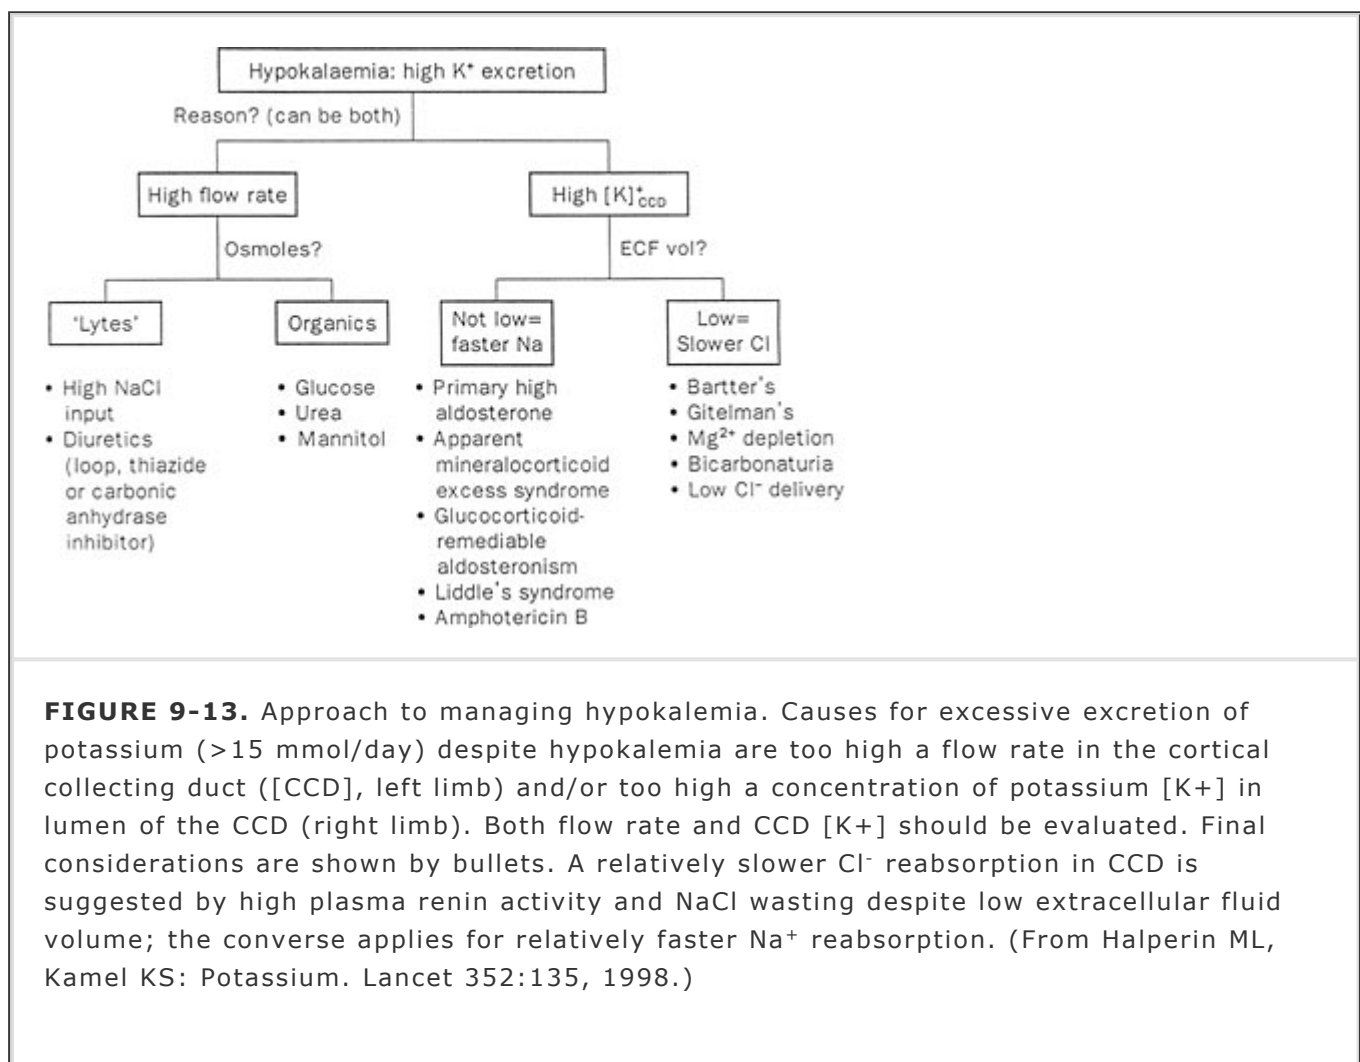 Hypokalaemia: high K⁺ excretion
Reason? (can be both)
High flow rate
High [K]⁺CCD
Osmoles?
ECF vol?
'Lytes'
Organics
Not low=
faster Na
Low=
Slower Cl
• High NaCl
input
• Diuretics
(loop, thiazide
or carbonic
anhydrase
inhibitor)
• Glucose
• Urea
• Mannitol
• Primary high
aldosterone
• Apparent
mineralocorticoid
excess syndrome
• Glucocorticoid-
remediable
aldosteronism
• Liddle's syndrome
• Amphotericin B
• Bartter's
• Gitelman's
• Mg²⁺ depletion
• Bicarbonaturia
• Low Cl⁻ delivery
FIGURE 9-13. Approach to managing hypokalemia. Causes for excessive excretion of
potassium (>15 mmol/day) despite hypokalemia are too high a flow rate in the cortical
collecting duct ([CCD], left limb) and/or too high a concentration of potassium [K+] in
lumen of the CCD (right limb). Both flow rate and CCD [K+] should be evaluated. Final
considerations are shown by bullets. A relatively slower Cl⁻ reabsorption in CCD is
suggested by high plasma renin activity and NaCl wasting despite low extracellular fluid
volume; the converse applies for relatively faster Na⁺ reabsorption. (From Halperin ML,
Kamel KS: Potassium. Lancet 352:135, 1998.)